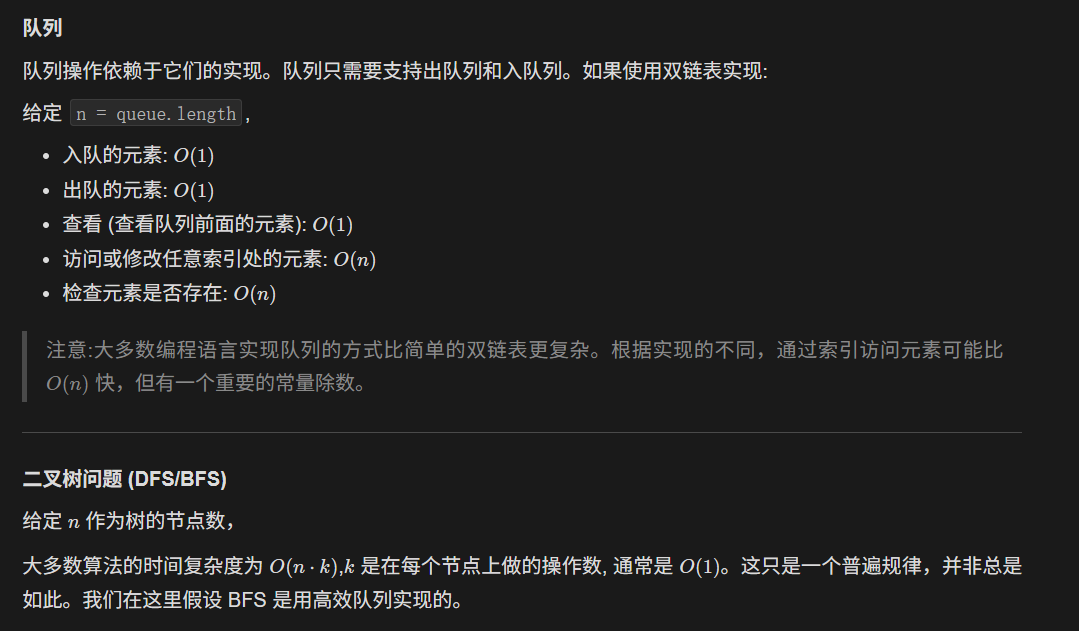 队列
队列操作依赖于它们的实现。队列只需要支持出队列和入队列。如果使用双链表实现:
给定 n = queue.length,
• 入队的元素: O(1)
• 出队的元素: O(1)
• 查看 (查看队列前面的元素): O(1)
• 访问或修改任意索引处的元素: O(n)
• 检查元素是否存在: O(n)
注意:大多数编程语言实现队列的方式比简单的双链表更复杂。根据实现的不同，通过索引访问元素可能比
O(n) 快，但有一个重要的常量除数。
二叉树问题 (DFS/BFS)
给定 n 作为树的节点数，
大多数算法的时间复杂度为 O(n · k),k 是在每个节点上做的操作数, 通常是 O(1)。这只是一个普遍规律，并非总是
如此。我们在这里假设 BFS 是用高效队列实现的。